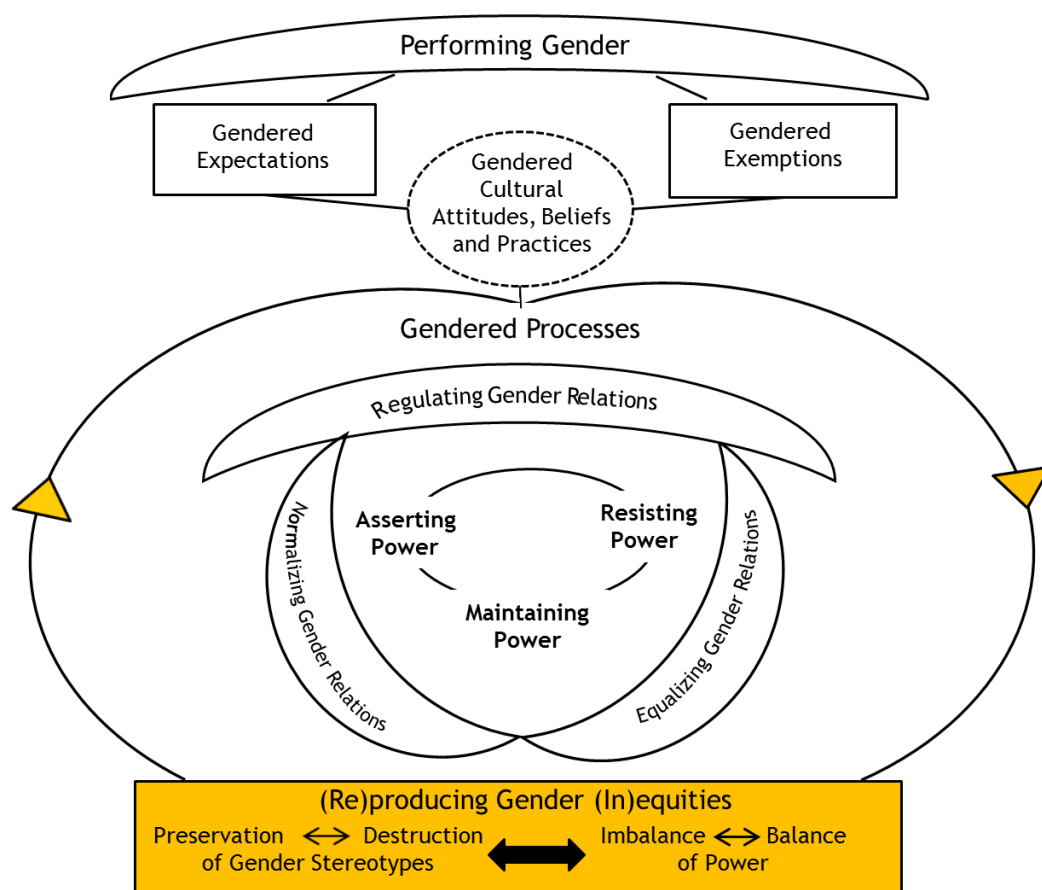 Performing Gender
Gendered
Expectations
Gendered
Exemptions
Gendered
Cultural
Attitudes, Beliefs
and Practices
Gendered Processes
Regulating Gender Relations
Normalizing Gender Relations
Asserting
Power
Resisting
Power
Maintaining
Power
Equalizing Gender Relations
(Re)producing Gender (In)equities
Preservation Destruction
of Gender Stereotypes
Imbalance Balance
of Power